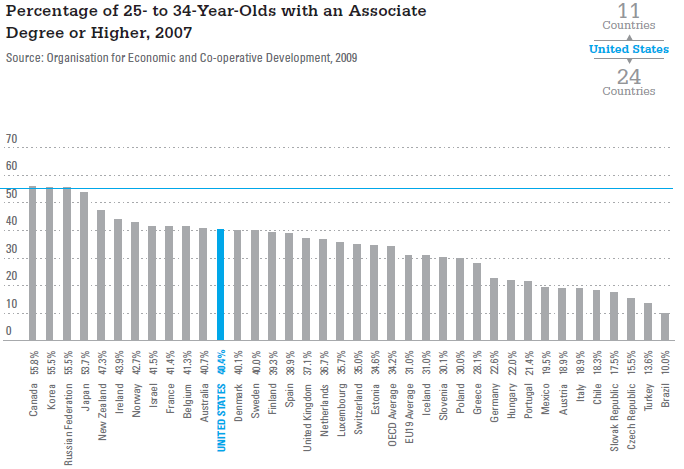 Percentage of 25- to 34-Year-Olds with an Associate
Degree or Higher, 2007
Source: Organisation for Economic and Co-operative Development, 2009
11
Countries
United States
24
Countries
70
60
50
40
30
20
10
0
Canada 55.8%
Korea 55.5%
Russian Federation 55.5%
Japan 53.7%
New Zealand 47.3%
Ireland 43.9%
Norway 42.7%
Israel 41.5%
France 41.4%
Belgium 41.3%
Australia 40.7%
UNITED STATES 40.4%
Denmark 40.1%
Sweden 40.0%
Finland 39.3%
Spain 38.9%
United Kingdom 37.1%
Netherlands 36.7%
Luxembourg 35.7%
Switzerland 35.0%
Estonia 34.6%
OECD Average 34.2%
EU19 Average 31.0%
Iceland 31.0%
Slovenia 30.1%
Poland 30.0%
Greece 28.1%
Germany 22.6%
Hungary 22.0%
Portugal 21.4%
Mexico 19.5%
Austria 18.9%
Italy 18.9%
Chile 18.3%
Slovak Republic 17.5%
Czech Republic 15.5%
Turkey 13.6%
Brazil 10.0%